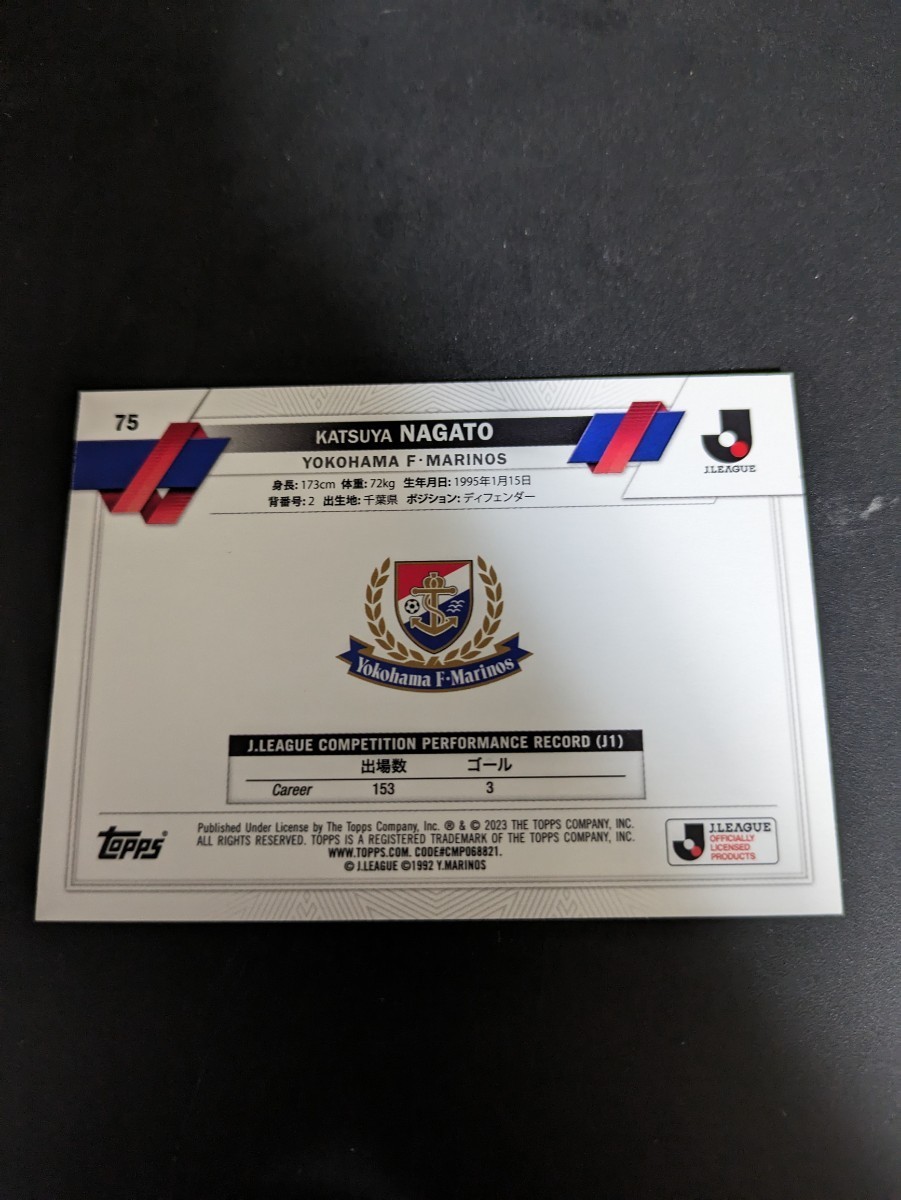 75
KATSUYA NAGATO
J.LEAGUE
YOKOHAMA F·MARINOS
身長: 173cm 体重: 72kg 生年月日: 1995年1月15日
背番号: 2 出生地: 千葉県 ポジション: ディフェンダー
Yokohama F·Marinos
J.LEAGUE COMPETITION PERFORMANCE RECORD (J1)
出場数 ゴール
Career 153 3
topps®
Published Under License by The Topps Company, Inc. ® & © 2023 THE TOPPS COMPANY, INC.
ALL RIGHTS RESERVED. TOPPS IS A REGISTERED TRADEMARK OF THE TOPPS COMPANY, INC.
WWW.TOPPS.COM. CODE#CMP068821.
© J.LEAGUE ©1992 Y.MARINOS
J.LEAGUE
OFFICIALLY
LICENSED
PRODUCTS